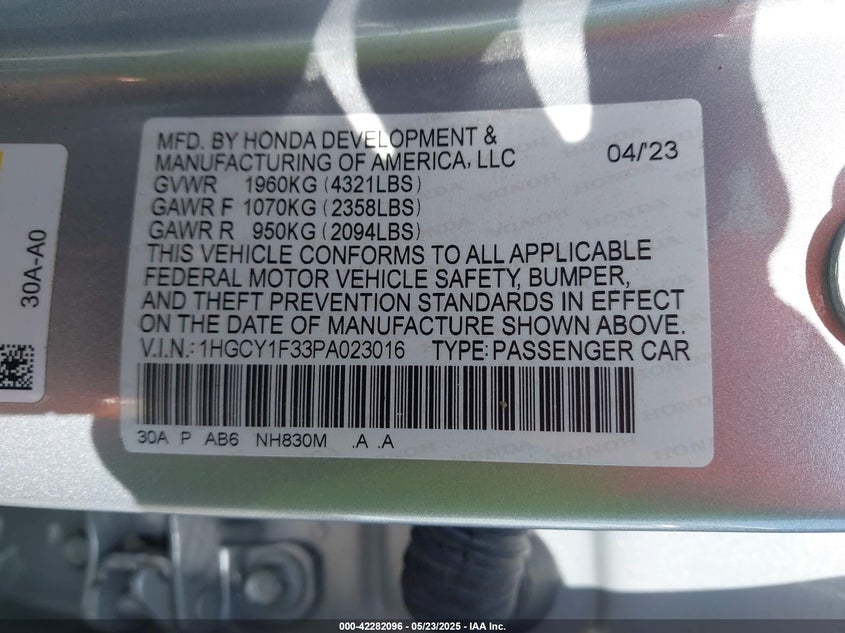 MFD. BY HONDA DEVELOPMENT &
MANUFACTURING OF AMERICA, LLC 04/'23
GVWR 1960KG (4321LBS)
GAWR F 1070KG (2358LBS)
GAWR R 950KG (2094LBS)
THIS VEHICLE CONFORMS TO ALL APPLICABLE
FEDERAL MOTOR VEHICLE SAFETY, BUMPER,
AND THEFT PREVENTION STANDARDS IN EFFECT
ON THE DATE OF MANUFACTURE SHOWN ABOVE.
V.I.N.: 1HGCY1F33PA023016 TYPE: PASSENGER CAR
30A P AB6 NH830M .A .A
30A-A0
000-42282096 - 05/23/2025 - IAA Inc.